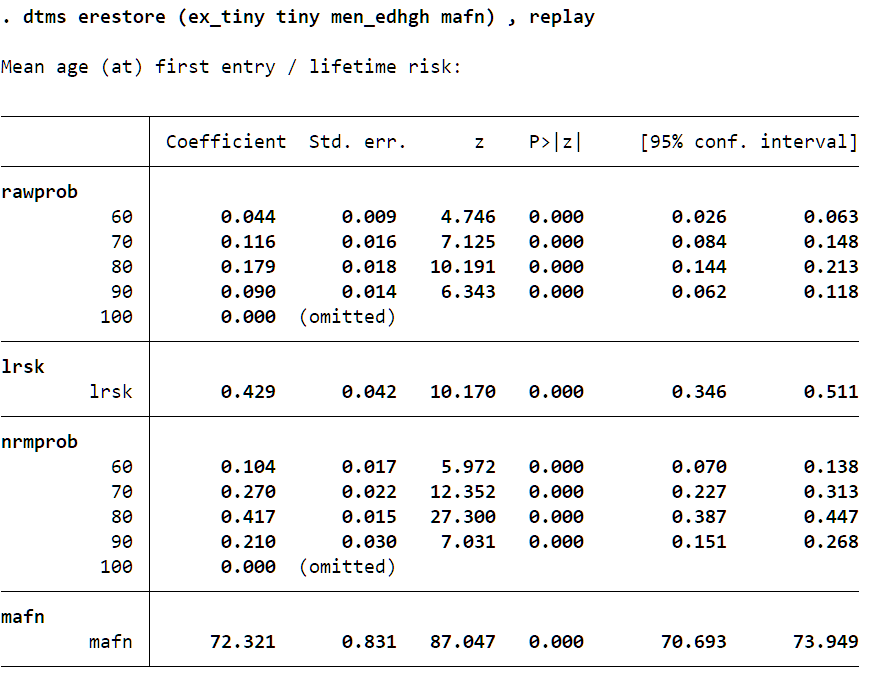 . dtms erestore (ex_tiny tiny men_edhgh mafn) , replay
Mean age (at) first entry / lifetime risk:
Coefficient Std. err. z P>|z| [95% conf. interval]
rawprob
60 0.044 0.009 4.746 0.000 0.026 0.063
70 0.116 0.016 7.125 0.000 0.084 0.148
80 0.179 0.018 10.191 0.000 0.144 0.213
90 0.090 0.014 6.343 0.000 0.062 0.118
100 0.000 (omitted)
lrsk
lrsk 0.429 0.042 10.170 0.000 0.346 0.511
nrmprob
60 0.104 0.017 5.972 0.000 0.070 0.138
70 0.270 0.022 12.352 0.000 0.227 0.313
80 0.417 0.015 27.300 0.000 0.387 0.447
90 0.210 0.030 7.031 0.000 0.151 0.268
100 0.000 (omitted)
mafn
mafn 72.321 0.831 87.047 0.000 70.693 73.949